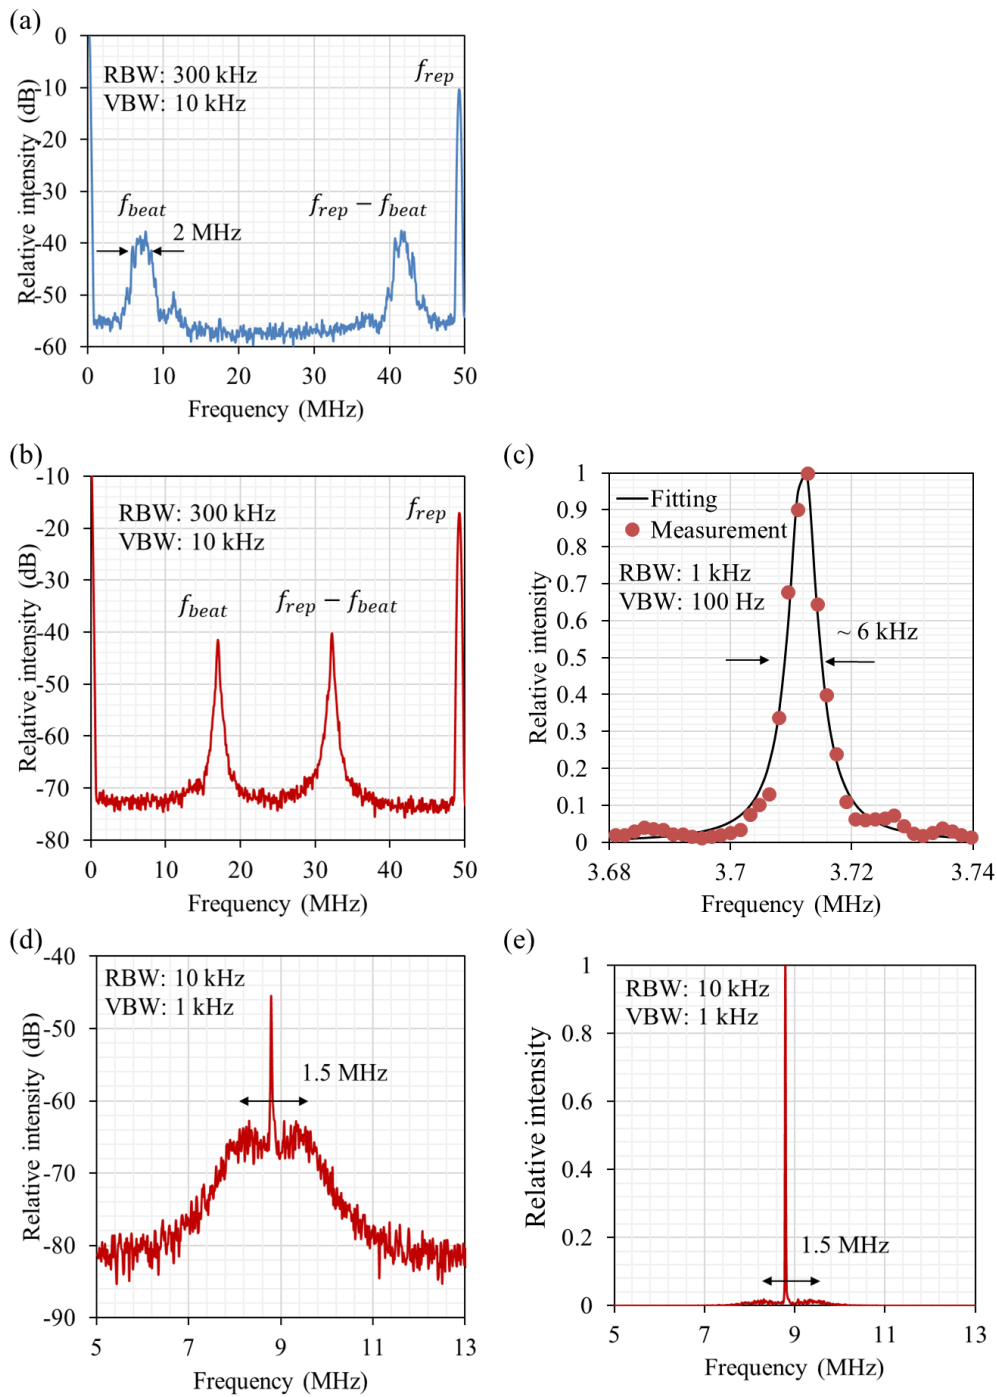 (a)
0
-10
-20
-30
-40
-50
-60
Relative intensity (dB)
RBW: 300 kHz
VBW: 10 kHz
f_rep
f_beat
f_rep − f_beat
2 MHz
0 10 20 30 40 50
Frequency (MHz)
(b)
-10
-20
-30
-40
-50
-60
-70
-80
Relative intensity (dB)
RBW: 300 kHz
VBW: 10 kHz
f_rep
f_beat
f_rep − f_beat
0 10 20 30 40 50
Frequency (MHz)
(c)
1
0.9
0.8
0.7
0.6
0.5
0.4
0.3
0.2
0.1
0
Relative intensity
Fitting
Measurement
RBW: 1 kHz
VBW: 100 Hz
~ 6 kHz
3.68 3.7 3.72 3.74
Frequency (MHz)
(d)
-40
-50
-60
-70
-80
-90
Relative intensity (dB)
RBW: 10 kHz
VBW: 1 kHz
1.5 MHz
5 7 9 11 13
Frequency (MHz)
(e)
1
0.8
0.6
0.4
0.2
0
Relative intensity
RBW: 10 kHz
VBW: 1 kHz
1.5 MHz
5 7 9 11 13
Frequency (MHz)